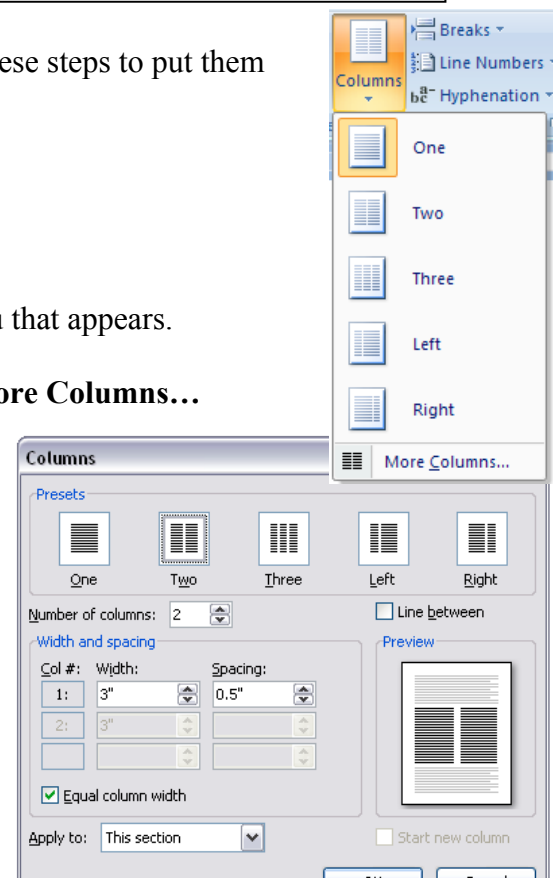 Breaks
ese steps to put them
Line Numbers
Columns
Hyphenation
One
Two
Three
that appears.
Left
ore Columns…
Right
More Columns...
Columns
Presets
One Two Three Left Right
Number of columns: 2 Line between
Width and spacing Preview
Col #: Width: Spacing:
1: 3" 0.5"
2: 3"
Equal column width
Apply to: This section Start new column